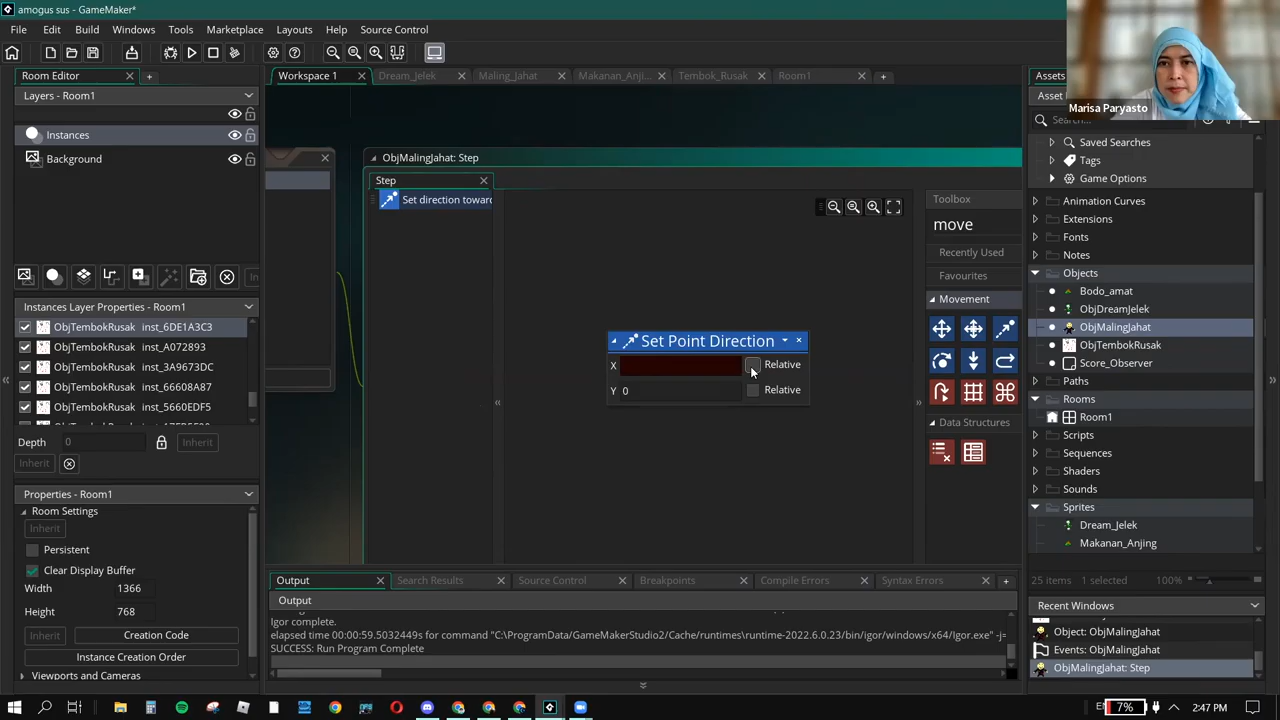 amogus sus - GameMaker*
File Edit Build Windows Tools Marketplace Layouts Help Source Control
Marisa Paryasto
Room Editor
Workspace 1 Dream_Jelek Maling_Jahat Makanan_Anji... Tembok_Rusak Room1
Assets
Layers - Room1
Asset
Search...
Instances
Background
ObjMalingJahat: Step
Step
Set direction towar
Toolbox
move
Recently Used
Favourites
Movement
Data Structures
Set Point Direction
X Relative
Y 0 Relative
Saved Searches
Tags
Game Options
Animation Curves
Extensions
Fonts
Notes
Objects
Bodo_amat
ObjDreamJelek
ObjMalingJahat
ObjTembokRusak
Score_Observer
Paths
Rooms
Room1
Scripts
Sequences
Shaders
Sounds
Sprites
Dream_Jelek
Makanan_Anjing
25 items 1 selected 100%
Instances Layer Properties - Room1
ObjTembokRusak inst_6DE1A3C3
ObjTembokRusak inst_A072893
ObjTembokRusak inst_3A9673DC
ObjTembokRusak inst_66608A87
ObjTembokRusak inst_5660EDF5
Depth 0 Inherit
Inherit
Properties - Room1
Room Settings
Inherit
Persistent
Clear Display Buffer
Width 1366
Height 768
Inherit Creation Code
Instance Creation Order
Viewports and Cameras
Output Search Results Source Control Breakpoints Compile Errors Syntax Errors
Output
Igor complete.
elapsed time 00:00:59.5032449s for command "C:\ProgramData/GameMakerStudio2/Cache/runtimes\runtime-2022.6.0.23/bin/igor/windows/x64/Igor.exe" -j=
SUCCESS: Run Program Complete
Recent Windows
Object: ObjMalingJahat
Events: ObjMalingJahat
ObjMalingJahat: Step
7% 2:47 PM